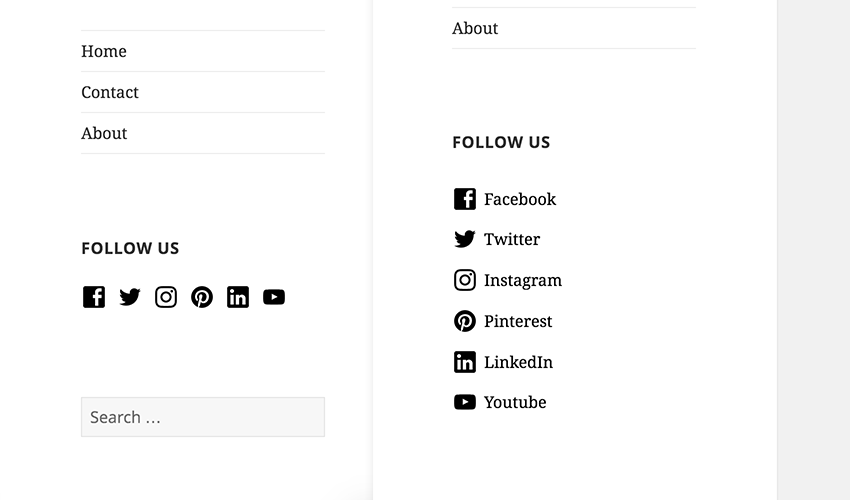 Home
Contact
About
FOLLOW US
Search …
About
FOLLOW US
Facebook
Twitter
Instagram
Pinterest
LinkedIn
Youtube